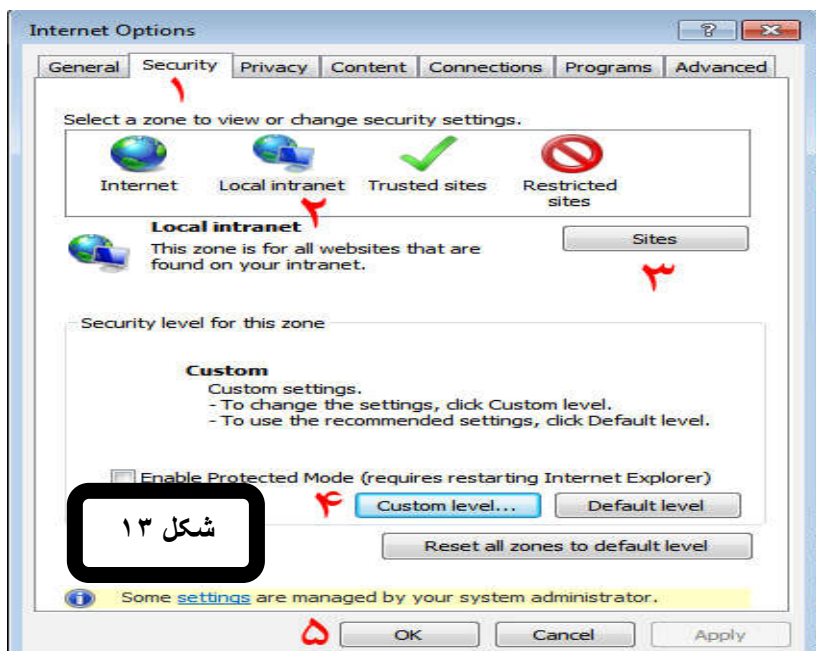 Internet Options
General Security Privacy Content Connections Programs Advanced
۱
Select a zone to view or change security settings.
Internet Local intranet Trusted sites Restricted sites
۲
Local intranet
This zone is for all websites that are found on your intranet.
Sites
۳
Security level for this zone
Custom
Custom settings.
- To change the settings, click Custom level.
- To use the recommended settings, click Default level.
Enable Protected Mode (requires restarting Internet Explorer)
۴ Custom level... Default level
شکل ۱۳
Reset all zones to default level
Some settings are managed by your system administrator.
۵ OK Cancel Apply